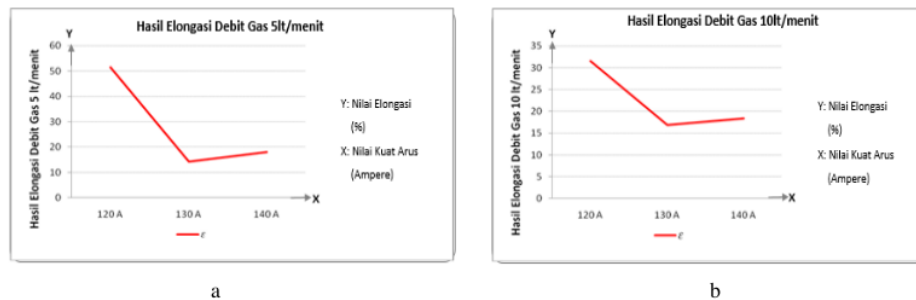 Hasil Elongasi Debit Gas 5lt/menit
Y
Hasil Elongasi Debit Gas 5 lt/menit
60
50
40
30
20
10
0
120 A
130 A
140 A
X
ε
Y: Nilai Elongasi
(%)
X: Nilai Kuat Arus
(Ampere)
a
Hasil Elongasi Debit Gas 10lt/menit
Y
Hasil Elongasi Debit Gas 10 lt/menit
35
30
25
20
15
10
5
0
120 A
130 A
140 A
X
ε
Y: Nilai Elongasi
(%)
X: Nilai Kuat Arus
(Ampere)
b